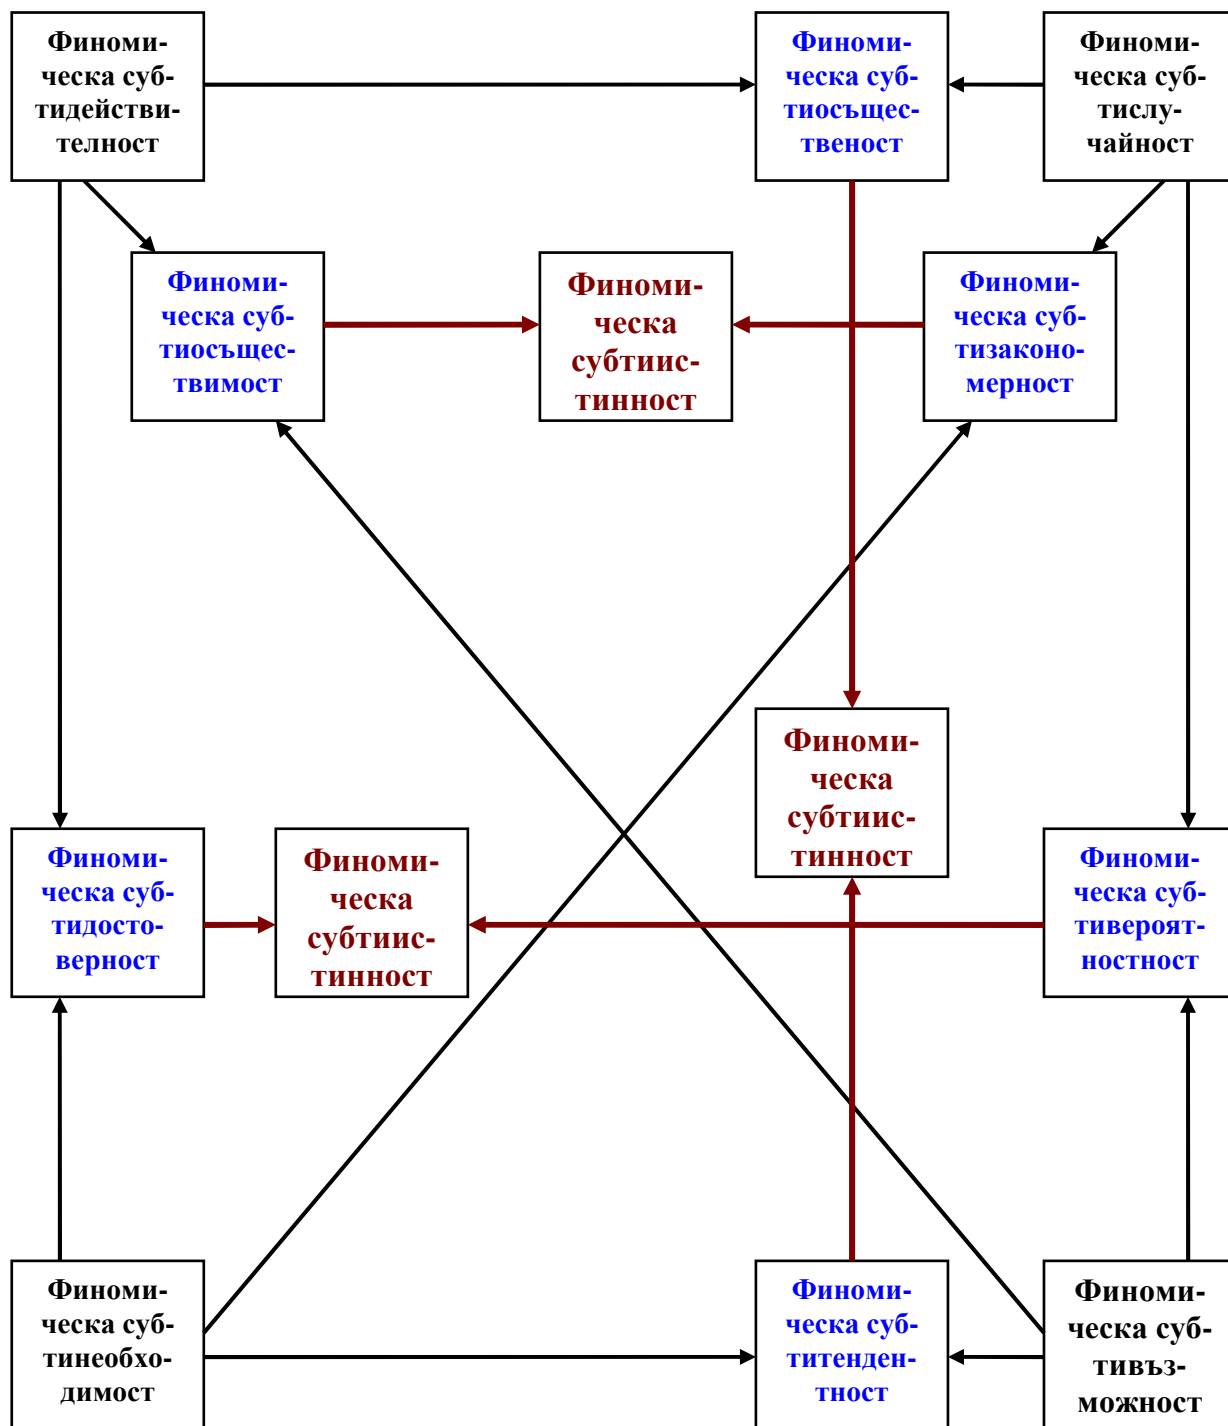 Финоми-
ческа суб-
тидействи-
телност
Финоми-
ческа суб-
тиосъщес-
твеност
Финоми-
ческа суб-
тислу-
чайност
Финоми-
ческа суб-
тиосъщес-
твимост
Финоми-
ческа
субтиис-
тинност
Финоми-
ческа суб-
тизаконо-
мерност
Финоми-
ческа
субтиис-
тинност
Финоми-
ческа суб-
тидосто-
верност
Финоми-
ческа
субтиис-
тинност
Финоми-
ческа суб-
тивероят-
ностност
Финоми-
ческа суб-
тинеобхо-
димост
Финоми-
ческа суб-
титенден-
тност
Финоми-
ческа суб-
тивъз-
можност